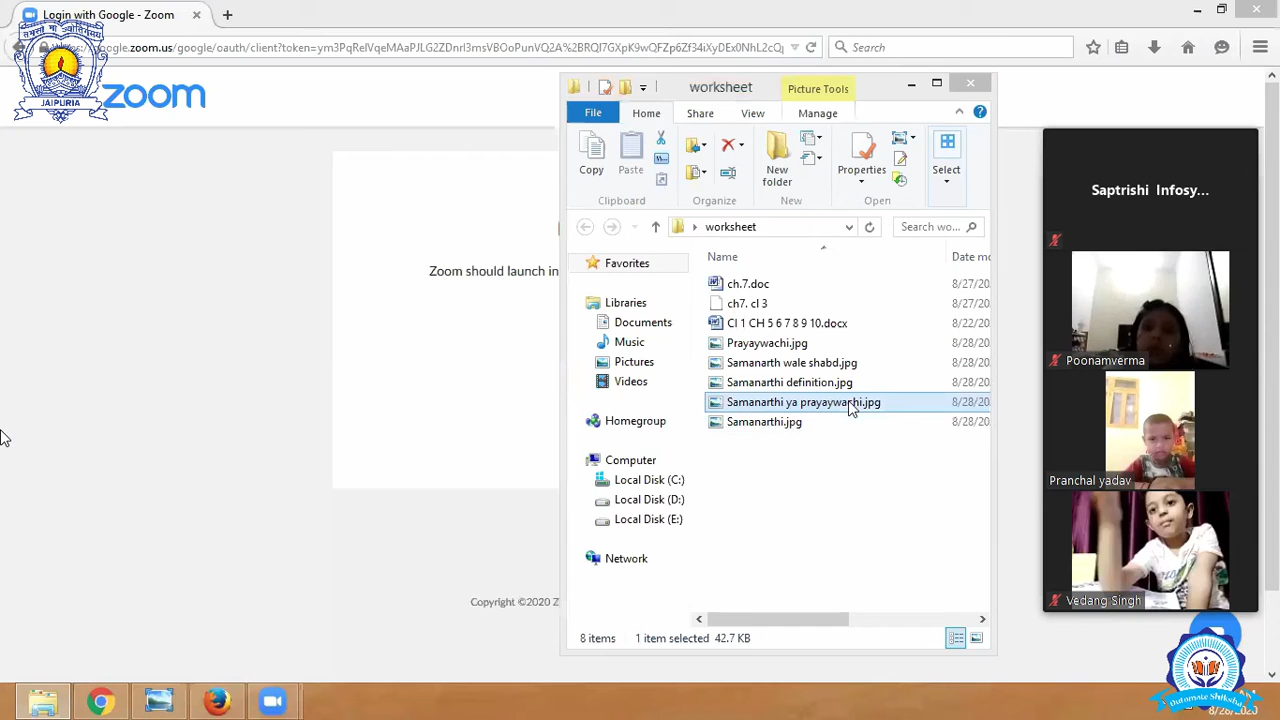 Login with Google - Zoom
google.zoom.us/google/oauth/client?token=
Search
JAIPURIA
zoom
Zoom should launch in
Copyright ©2020 Z
worksheet
Picture Tools
File
Home
Share
View
Manage
Copy
Paste
New folder
Properties
Select
Clipboard
Organize
New
Open
worksheet
Search wo...
Name
Date mo
Favorites
Libraries
Documents
Music
Pictures
Videos
Homegroup
Computer
Local Disk (C:)
Local Disk (D:)
Local Disk (E:)
Network
ch.7.doc 8/27/20
ch7. cl 3 8/27/20
Cl 1 CH 5 6 7 8 9 10.docx 8/22/20
Prayaywachi.jpg 8/28/20
Samanarth wale shabd.jpg 8/28/20
Samanarthi definition.jpg 8/28/20
Samanarthi ya prayaywachi.jpg 8/28/20
Samanarthi.jpg 8/28/20
8 items
1 item selected 42.7 KB
Saptrishi Infosy...
Poonamverma
Pranchal yadav
Vedang Singh
AM
8/28/2020